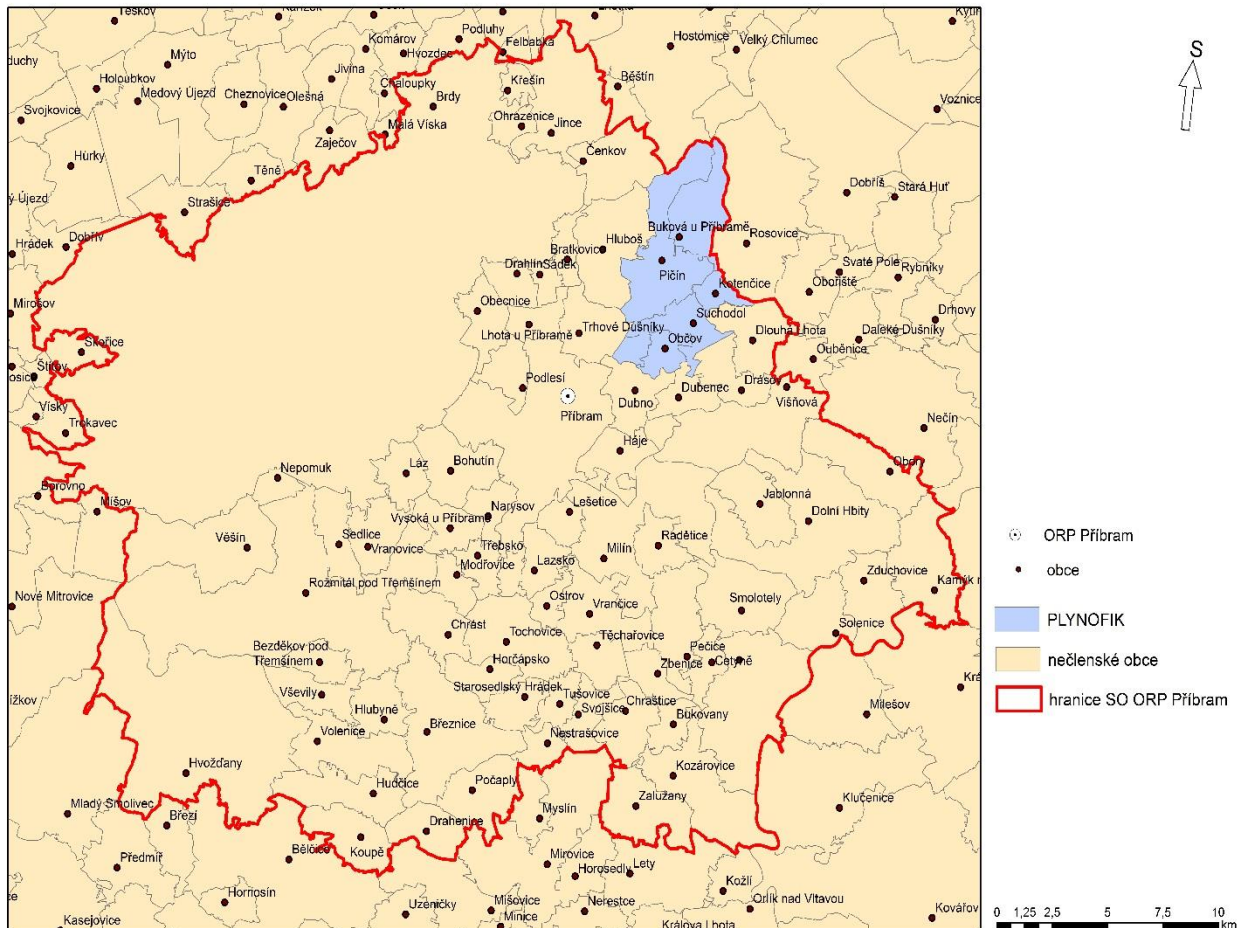 Teškov
Podluhy
Hostomice
Velký Chlumec
Mýto
Komárov
Hvozdec
Felbabka
duchy
Holoubkov
Medový Újezd
Cheznovice
Olešná
Jivina
Chaloupky
Brdy
Křešín
Běštín
S
Svojkovice
Zaječov
Malá Víska
Ohrazenice
Jince
Voznice
Hůrky
Těně
Čenkov
Dobříš
Stará Huť
ý Újezd
Strašice
Hrádek
Dobřív
Buková u Příbramě
Rosovice
Bratkovice
Hluboš
Drahlín
Sádek
Pičín
Svaté Pole
Rybníky
Mirošov
Obecnice
Kotenčice
Obořiště
Lhota u Příbramě
Trhové Dušníky
Suchodol
Dlouhá Lhota
Daleké Dušníky
Drhovy
Skořice
Občov
Ouběnice
Štítov
osic
Podlesí
Příbram
Dubno
Dubenec
Drásov
Višňová
Vísky
Trokavec
Nečín
Háje
Nepomuk
Láz
Bohutín
Obory
Borovno
Míšov
Jablonná
Dolní Hbity
Narysov
Lešetice
Vysoká u Příbramě
ORP Příbram
Věšín
Sedlice
Vranovice
Třebsko
Modřovice
Lazsko
Milín
Radětice
obce
Rožmitál pod Třemšínem
Zduchovice
Kamýk n
Nové Mitrovice
Ostrov
Vrančice
Smolotely
PLYNOFIK
Solenice
Chrást
Tochovice
Těchařovice
Bezděkov pod
Třemšínem
Horčápsko
Pečice
Zbenice
Cetyně
nečlenské obce
Vševily
Starosedlský Hrádek
Tušovice
Svojšice
Chraštice
Krá
ížkov
Hlubyně
Březnice
Bukovany
Milešov
hranice SO ORP Příbram
Volenice
Nestrašovice
Hvožďany
Hudčice
Počaply
Kozárovice
Mladý Smolivec
Březí
Zalužany
Klučenice
Drahenice
Myslín
Koupě
Předmíř
Bělčice
Mirovice
Horosedly
Lety
Hornosín
Kožlí
Uzeničky
Mišovice
Minice
Nerestce
Orlík nad Vltavou
Kovářov
Kasejovice
Králova Lhota
0 1,25 2,5 5 7,5 10
km